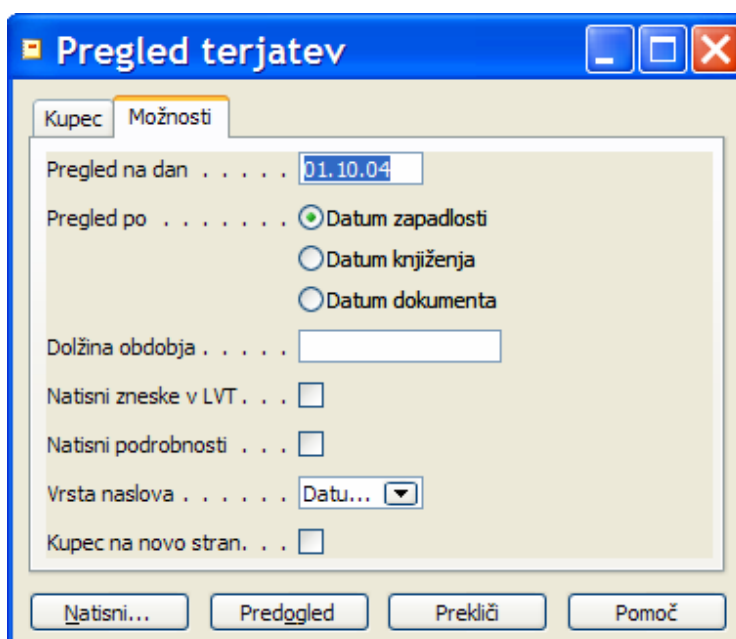 Pregled terjatev
Kupec Možnosti
Pregled na dan . . . . . 01.10.04
Pregled po . . . . . . . Datum zapadlosti
Datum knjiženja
Datum dokumenta
Dolžina obdobja . . . . .
Natisni zneske v LVT . . .
Natisni podrobnosti . . .
Vrsta naslova . . . . . . Datu...
Kupec na novo stran. . .
Natisni... Predogled Prekliči Pomoč